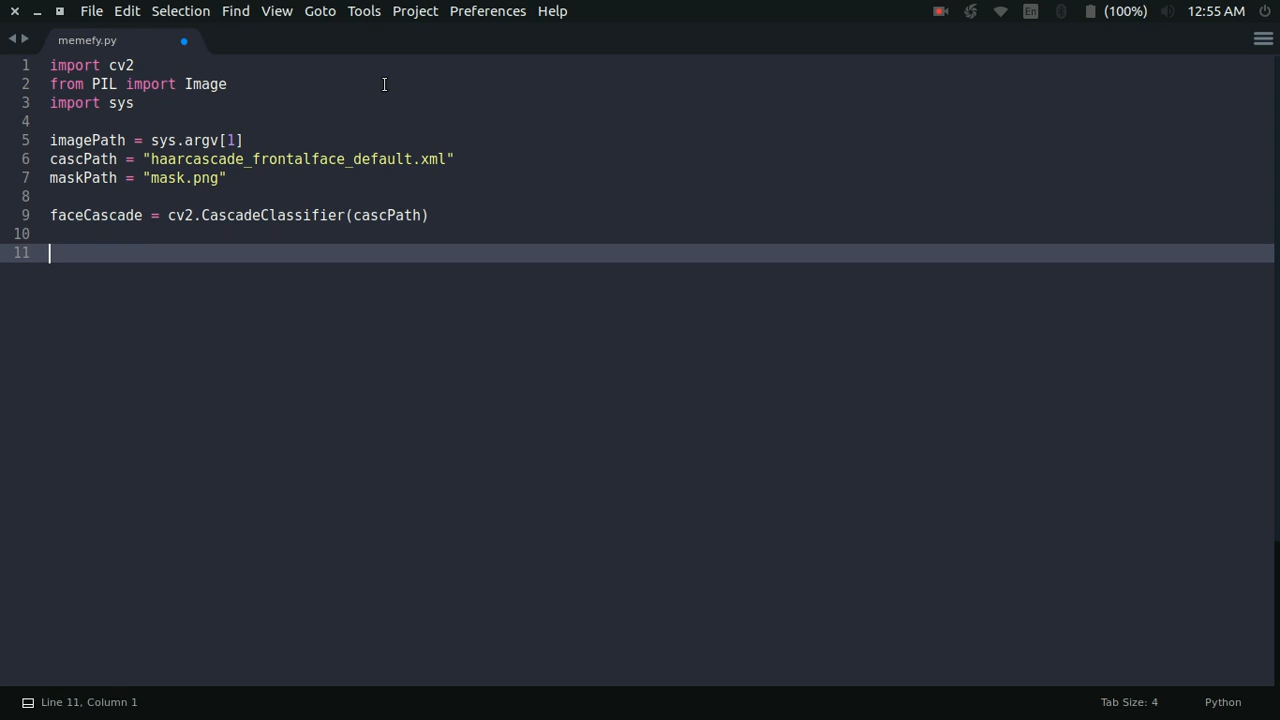 File Edit Selection Find View Goto Tools Project Preferences Help En (100%) 12:55 AM
memefy.py
1 import cv2
2 from PIL import Image
3 import sys
4
5 imagePath = sys.argv[1]
6 cascPath = "haarcascade_frontalface_default.xml"
7 maskPath = "mask.png"
8
9 faceCascade = cv2.CascadeClassifier(cascPath)
10
11
Line 11, Column 1 Tab Size: 4 Python